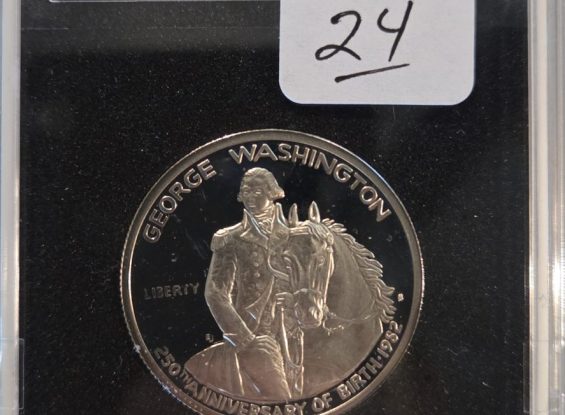 24
GEORGE WASHINGTON
LIBERTY
250TH ANNIVERSARY OF BIRTH·1982